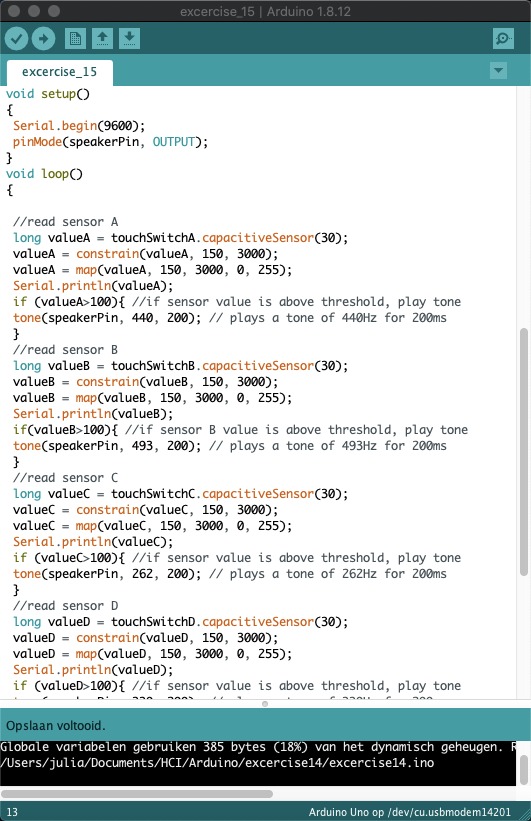 excercise_15 | Arduino 1.8.12
excercise_15
void setup()
{
Serial.begin(9600);
pinMode(speakerPin, OUTPUT);
}
void loop()
{
//read sensor A
long valueA = touchSwitchA.capacitiveSensor(30);
valueA = constrain(valueA, 150, 3000);
valueA = map(valueA, 150, 3000, 0, 255);
Serial.println(valueA);
if (valueA>100){ //if sensor value is above threshold, play tone
tone(speakerPin, 440, 200); // plays a tone of 440Hz for 200ms
}
//read sensor B
long valueB = touchSwitchB.capacitiveSensor(30);
valueB = constrain(valueB, 150, 3000);
valueB = map(valueB, 150, 3000, 0, 255);
Serial.println(valueB);
if(valueB>100){ //if sensor B value is above threshold, play tone
tone(speakerPin, 493, 200); // plays a tone of 493Hz for 200ms
}
//read sensor C
long valueC = touchSwitchC.capacitiveSensor(30);
valueC = constrain(valueC, 150, 3000);
valueC = map(valueC, 150, 3000, 0, 255);
Serial.println(valueC);
if (valueC>100){ //if sensor value is above threshold, play tone
tone(speakerPin, 262, 200); // plays a tone of 262Hz for 200ms
}
//read sensor D
long valueD = touchSwitchD.capacitiveSensor(30);
valueD = constrain(valueD, 150, 3000);
valueD = map(valueD, 150, 3000, 0, 255);
Serial.println(valueD);
if (valueD>100){ //if sensor value is above threshold, play tone
Opslaan voltooid.
Globale variabelen gebruiken 385 bytes (18%) van het dynamisch geheugen. R
/Users/julia/Documents/HCI/Arduino/excercise14/excercise14.ino
13
Arduino Uno op /dev/cu.usbmodem14201